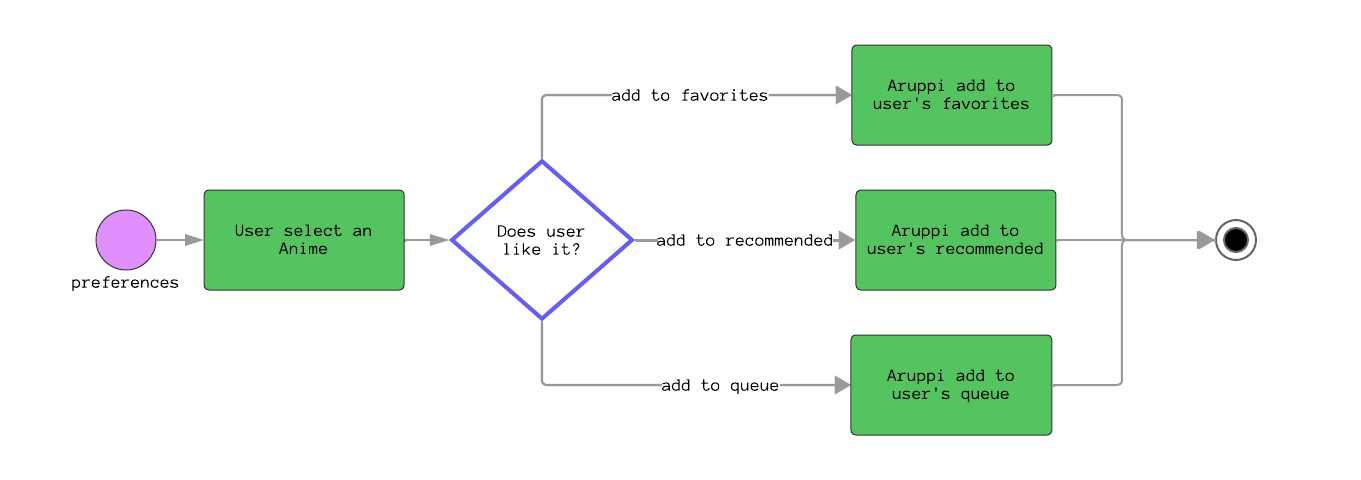 preferences
User select an
Anime
Does user
like it?
add to favorites
Aruppi add to
user's favorites
add to recommended
Aruppi add to
user's recommended
add to queue
Aruppi add to
user's queue